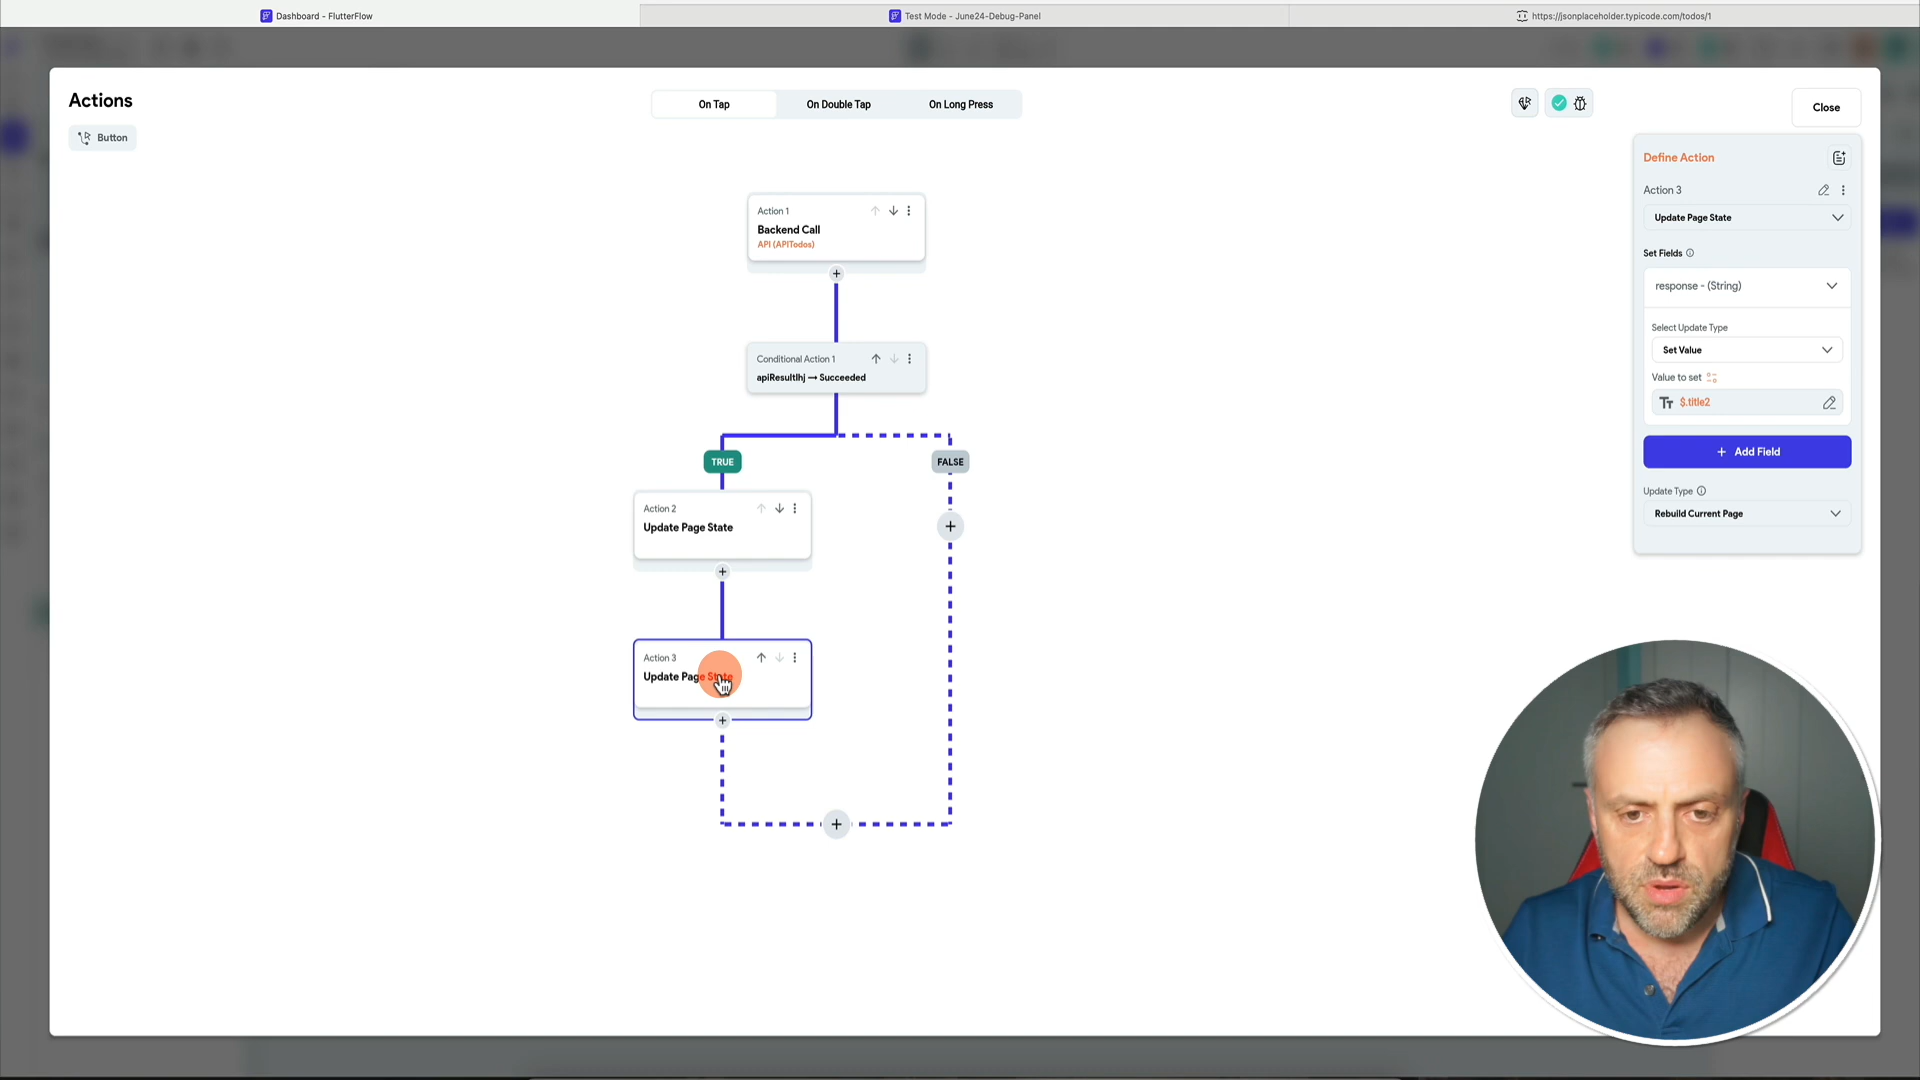 Dashboard - FlutterFlow
Test Mode - June24-Debug-Panel
https://jsonplaceholder.typicode.com/todos/1
Actions
On Tap
On Double Tap
On Long Press
Close
Button
Define Action
Action 3
Update Page State
Set Fields
response - (String)
Select Update Type
Set Value
Value to set
Tт $.title2
+ Add Field
Update Type
Rebuild Current Page
Action 1
Backend Call
API (APITodos)
Conditional Action 1
apiResultlhj → Succeeded
TRUE
FALSE
Action 2
Update Page State
Action 3
Update Page State